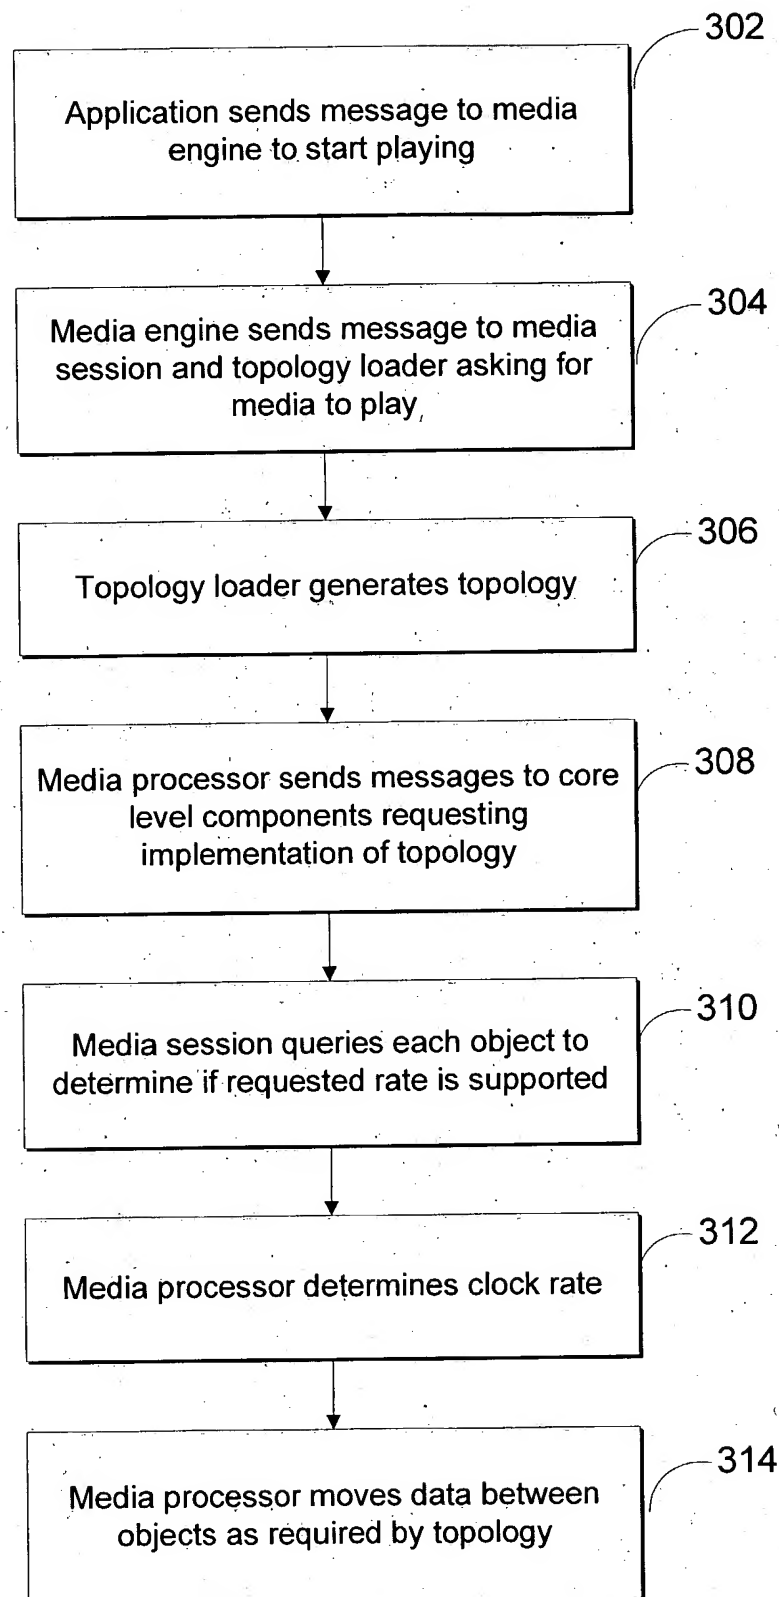 302
Application sends message to media
engine to start playing
304
Media engine sends message to media
session and topology loader asking for
media to play
306
Topology loader generates topology
308
Media processor sends messages to core
level components requesting
implementation of topology
310
Media session queries each object to
determine if requested rate is supported
312
Media processor determines clock rate
314
Media processor moves data between
objects as required by topology